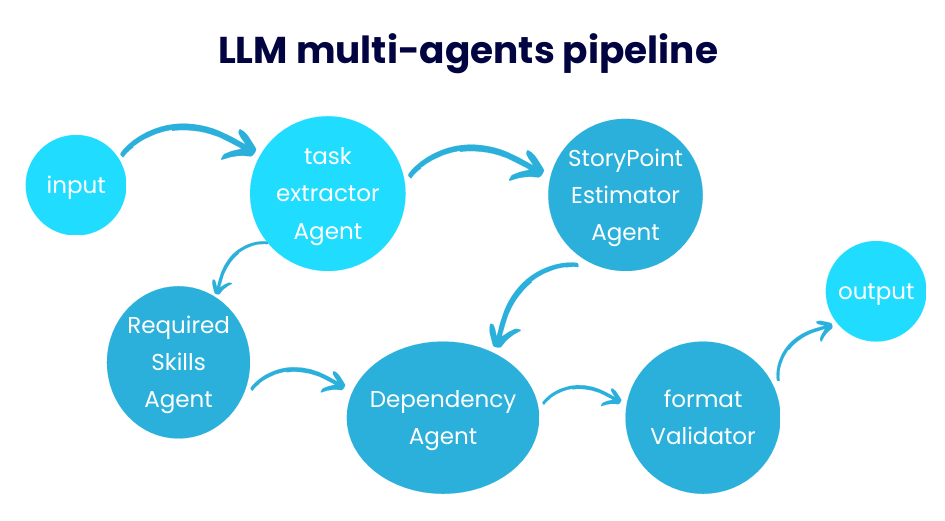 LLM multi-agents pipeline
input
task
extractor
Agent
StoryPoint
Estimator
Agent
output
Required
Skills
Agent
Dependency
Agent
format
Validator